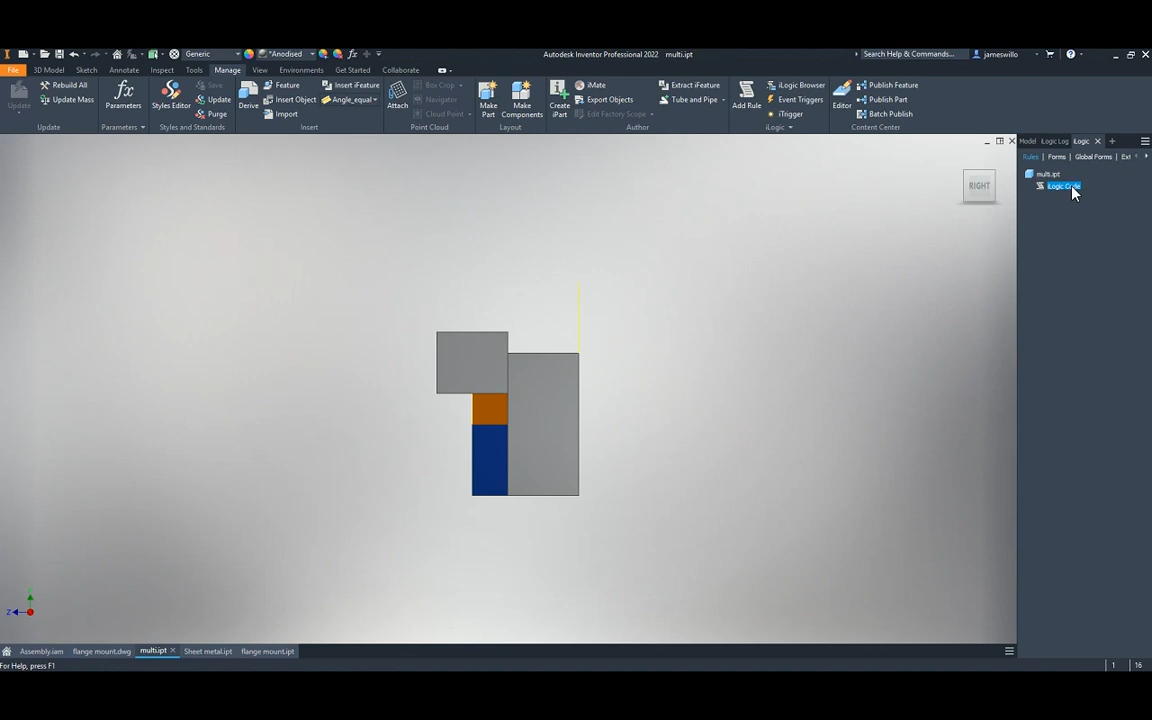 Generic
*Anodised
Autodesk Inventor Professional 2022 multi.ipt
Search Help & Commands...
jameswillo
File 3D Model Sketch Annotate Inspect Tools Manage View Environments Get Started Collaborate
Update
Rebuild All
Update Mass
Update
fx
Parameters
Parameters
Styles Editor
Save
Update
Purge
Styles and Standards
Derive
Feature
Insert Object
Import
Insert iFeature
Angle_equal
Insert
Attach
Box Crop
Navigator
Cloud Point
Point Cloud
Make Part
Make Components
Layout
Create iPart
iMate
Export Objects
Edit Factory Scope
Extract iFeature
Tube and Pipe
Author
Add Rule
iLogic Browser
Event Triggers
iTrigger
iLogic
Editor
Publish Feature
Publish Part
Batch Publish
Content Center
Model iLogic Log iLogic
Rules Forms Global Forms Ext
multi.ipt
iLogic Code
RIGHT
Z
Assembly.iam flange mount.dwg multi.ipt Sheet metal.ipt flange mount.ipt
For Help, press F1
1 16